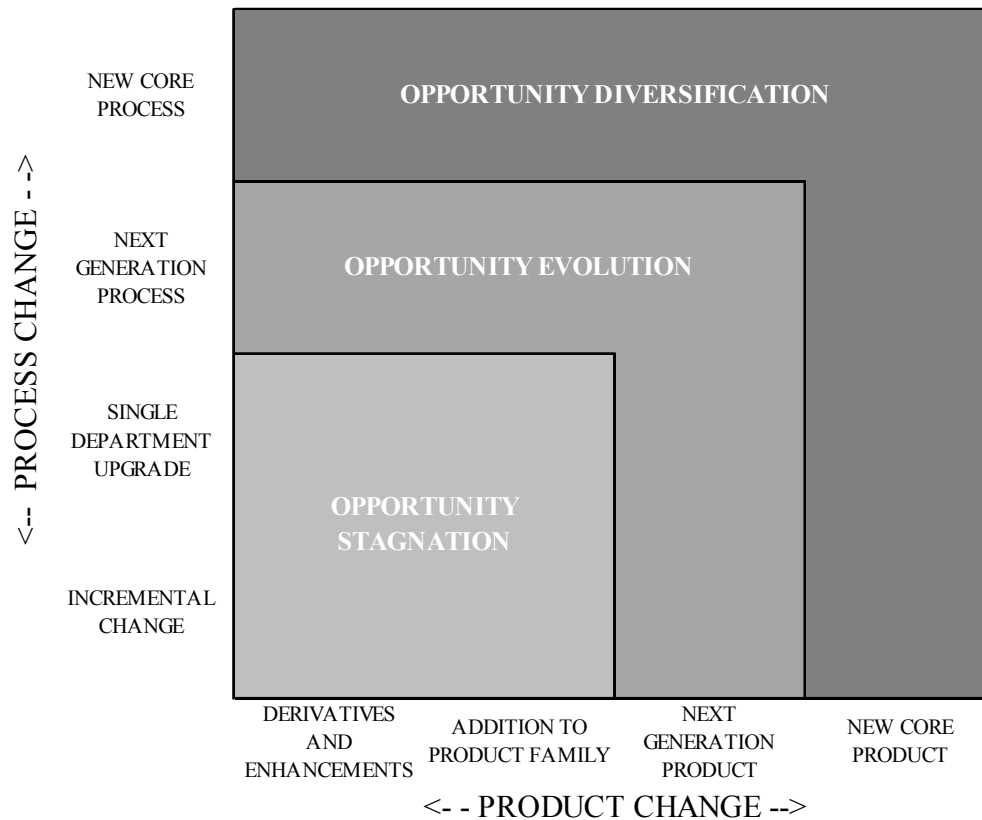 NEW CORE
PROCESS
OPPORTUNITY DIVERSIFICATION
<-- PROCESS CHANGE - -->
NEXT
GENERATION
PROCESS
OPPORTUNITY EVOLUTION
SINGLE
DEPARTMENT
UPGRADE
OPPORTUNITY
STAGNATION
INCREMENTAL
CHANGE
DERIVATIVES
AND
ENHANCEMENTS
ADDITION TO
PRODUCT FAMILY
NEXT
GENERATION
PRODUCT
NEW CORE
PRODUCT
<- - PRODUCT CHANGE -->